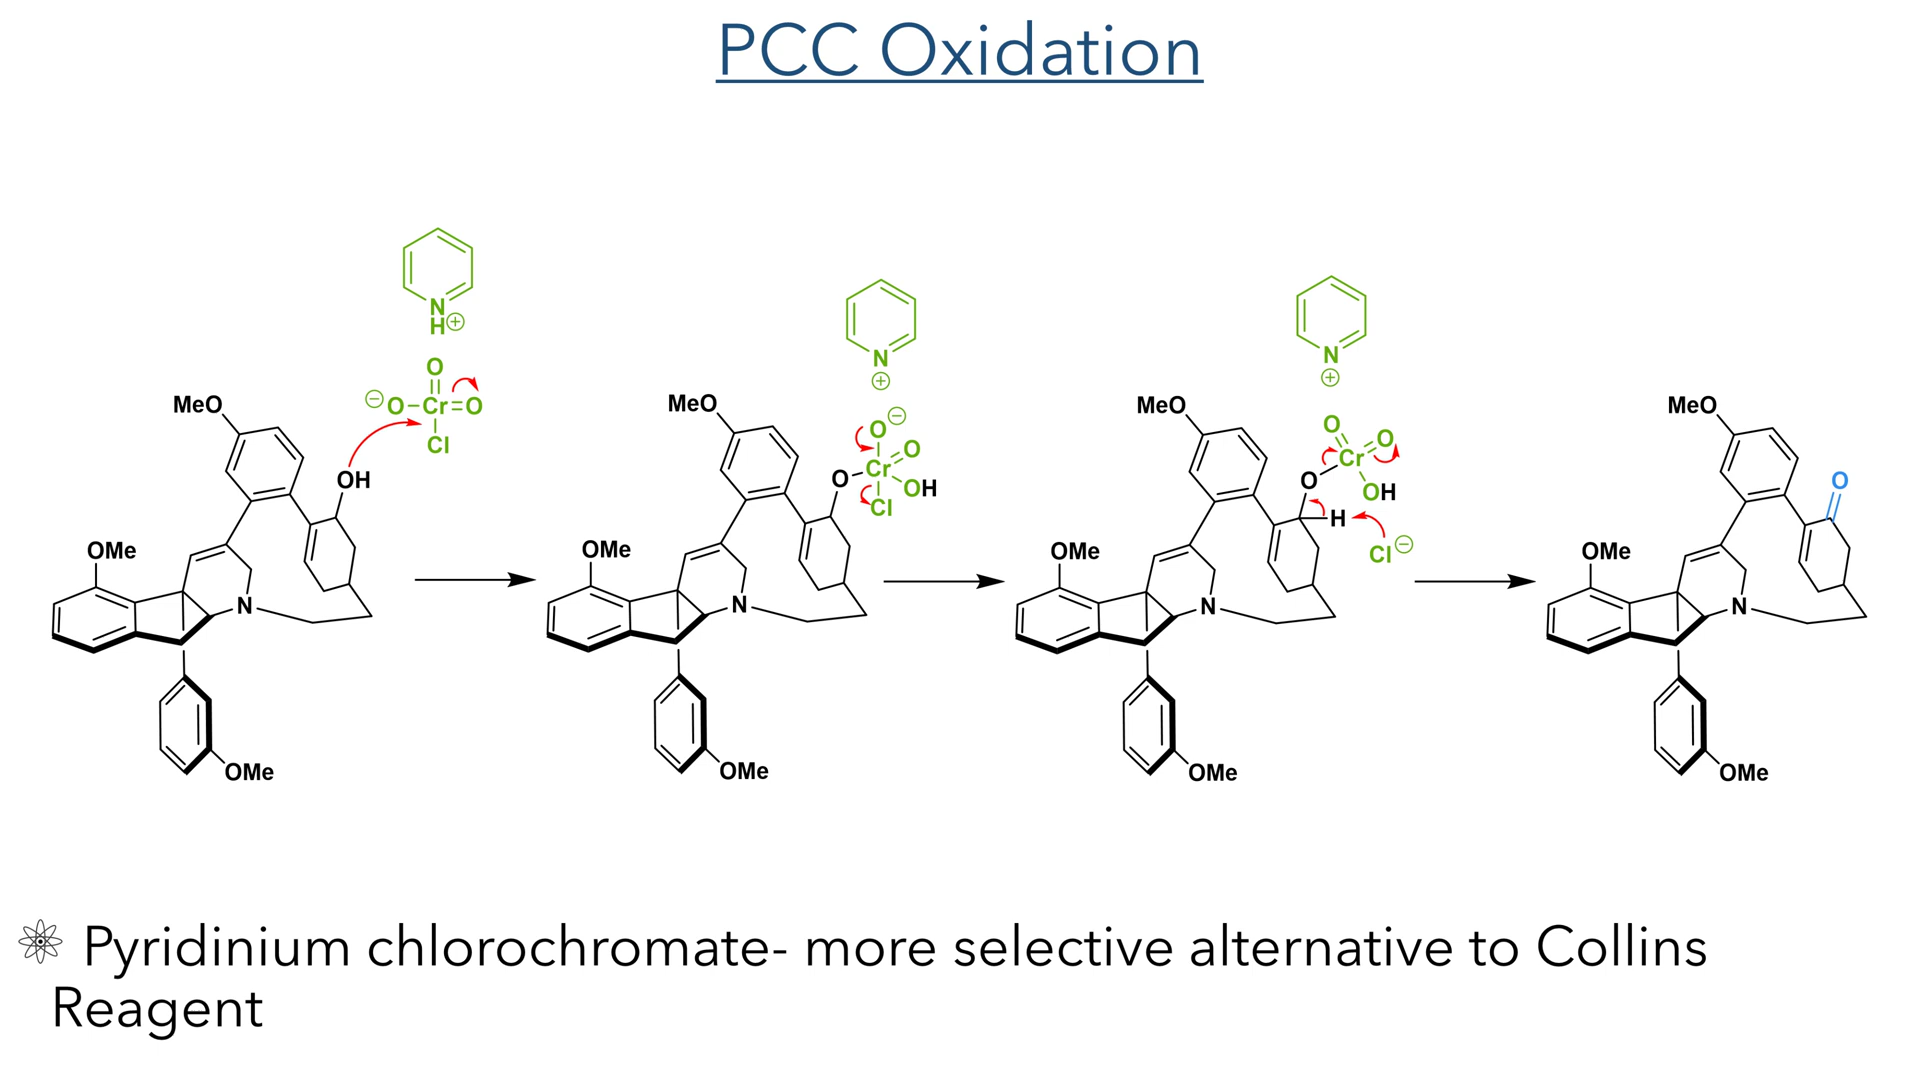 PCC Oxidation
N
H
⊕
O
⊖O Cr O
Cl
MeO
OH
OMe
N
OMe
N
⊕
MeO
O⊖
O
O Cr
OH
Cl
OMe
N
OMe
N
⊕
MeO
O O
Cr
O
OH
H
Cl⊖
OMe
N
OMe
MeO
O
OMe
N
OMe
Pyridinium chlorochromate- more selective alternative to Collins
Reagent